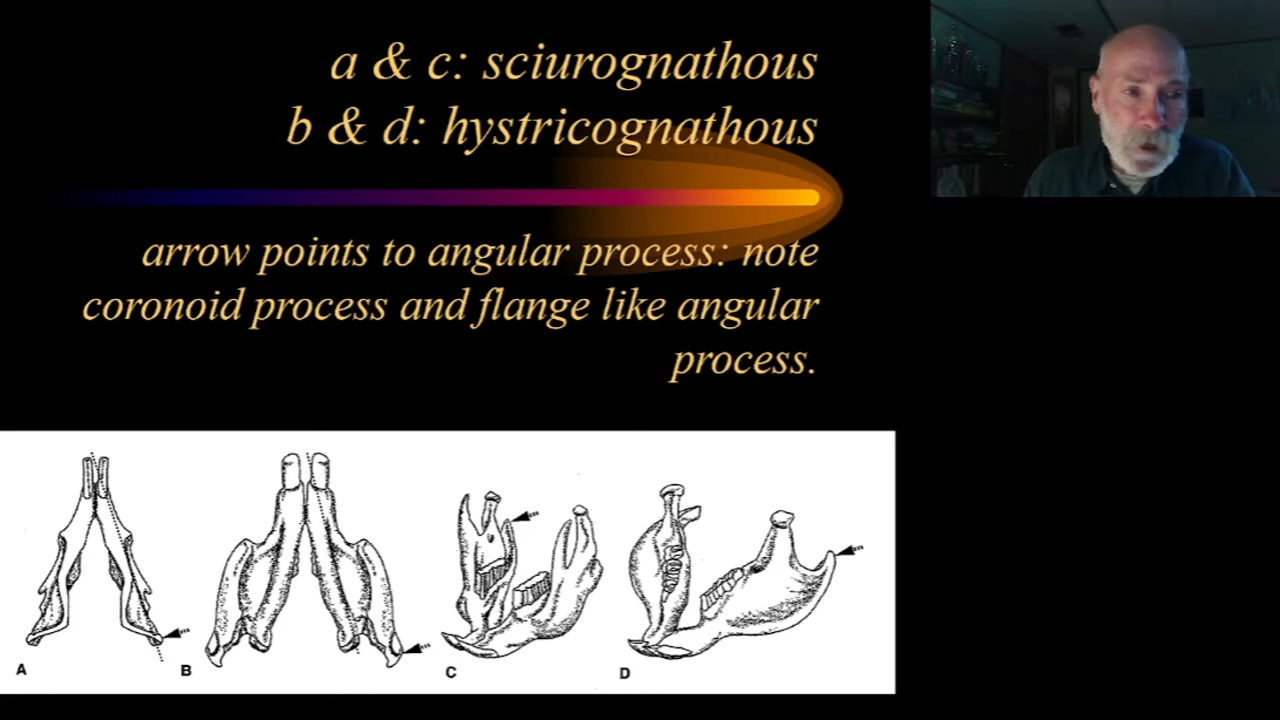 a & c: sciurognathous
b & d: hystricognathous
arrow points to angular process: note
coronoid process and flange like angular
process.
A
B
C
D